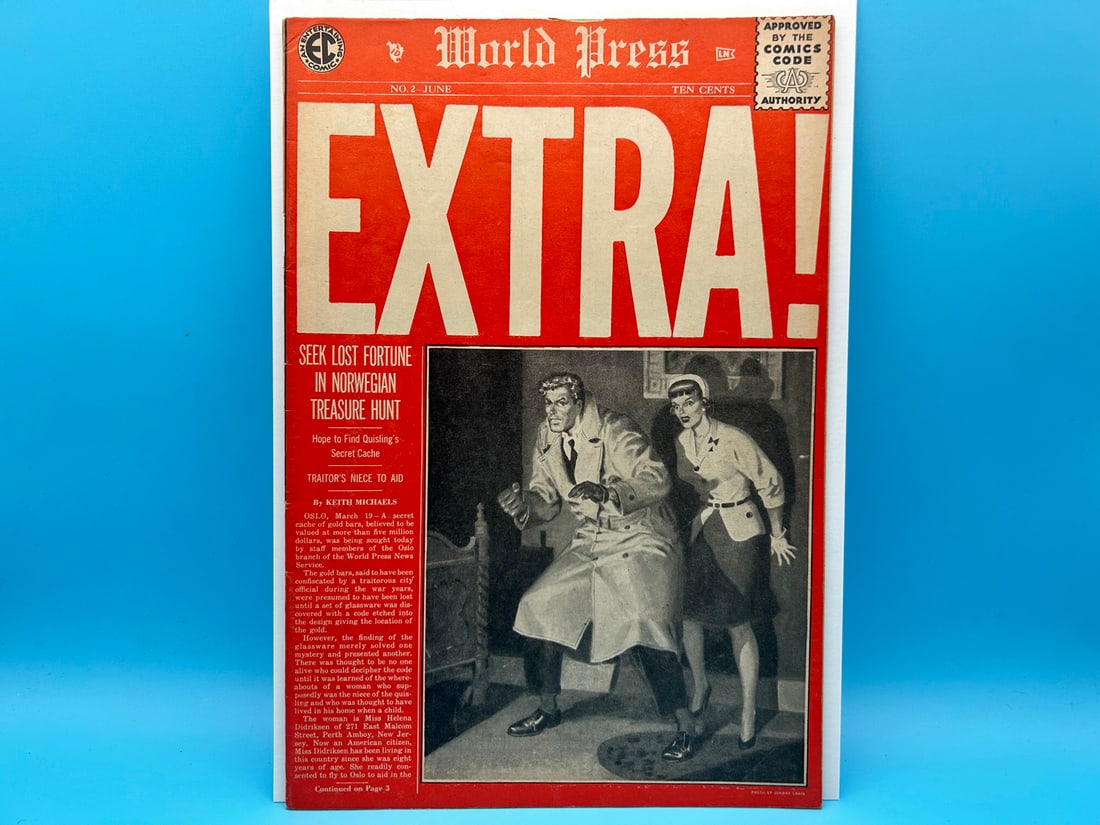 AN ENTERTAINING
EC
COMIC
World Press
LN
NO. 2 - JUNE
TEN CENTS
APPROVED
BY THE
COMICS
CODE
CA
AUTHORITY
EXTRA!
SEEK LOST FORTUNE
IN NORWEGIAN
TREASURE HUNT
Hope to Find Quisling's
Secret Cache
TRAITOR'S NIECE TO AID
By KEITH MICHAELS
OSLO, March 19—A secret
cache of gold bars, believed to be
valued at more than five million
dollars, was being sought today
by staff members of the Oslo
branch of the World Press News
Service.
The gold bars, said to have been
confiscated by a traitorous city
official during the war years,
were presumed to have been lost
until a set of glassware was dis-
covered with a code etched into
the design giving the location of
the gold.
However, the finding of the
glassware merely solved one
mystery and presented another.
There was thought to be no one
alive who could decipher the code
until it was learned of the where-
abouts of a woman who sup-
posedly was the niece of the quis-
ling and who was thought to have
lived in his home when a child.
The woman is Miss Helena
Didriksen of 271 East Malcom
Street, Perth Amboy, New Jer-
sey. Now an American citizen,
Miss Didriksen has been living in
this country since she was eight
years of age. She readily con-
sented to fly to Oslo to aid in the
Continued on Page 3
PHOTO BY JOHNNY CRAIG